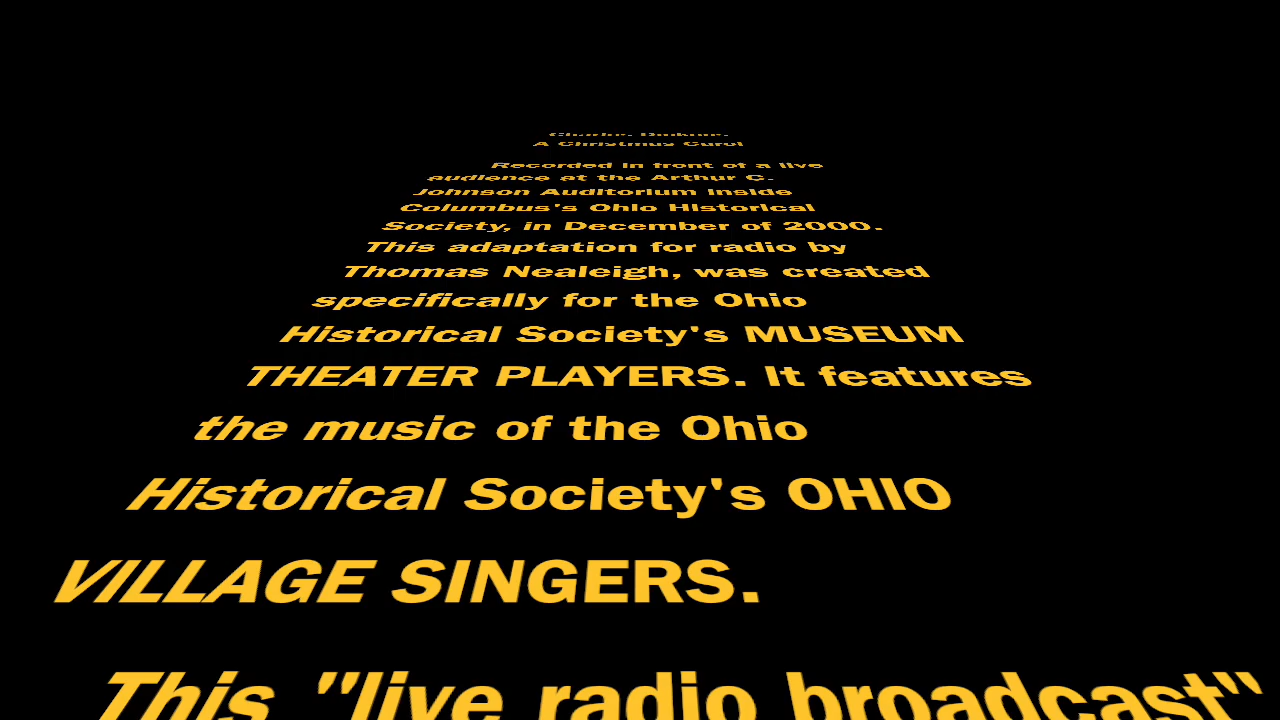 A Christmas Carol
Recorded in front of a live
audience at the Arthur C.
Johnson Auditorium inside
Columbus's Ohio Historical
Society, in December of 2000.
This adaptation for radio by
Thomas Nealeigh, was created
specifically for the Ohio
Historical Society's MUSEUM
THEATER PLAYERS. It features
the music of the Ohio
Historical Society's OHIO
VILLAGE SINGERS.
This "live radio broadcast"